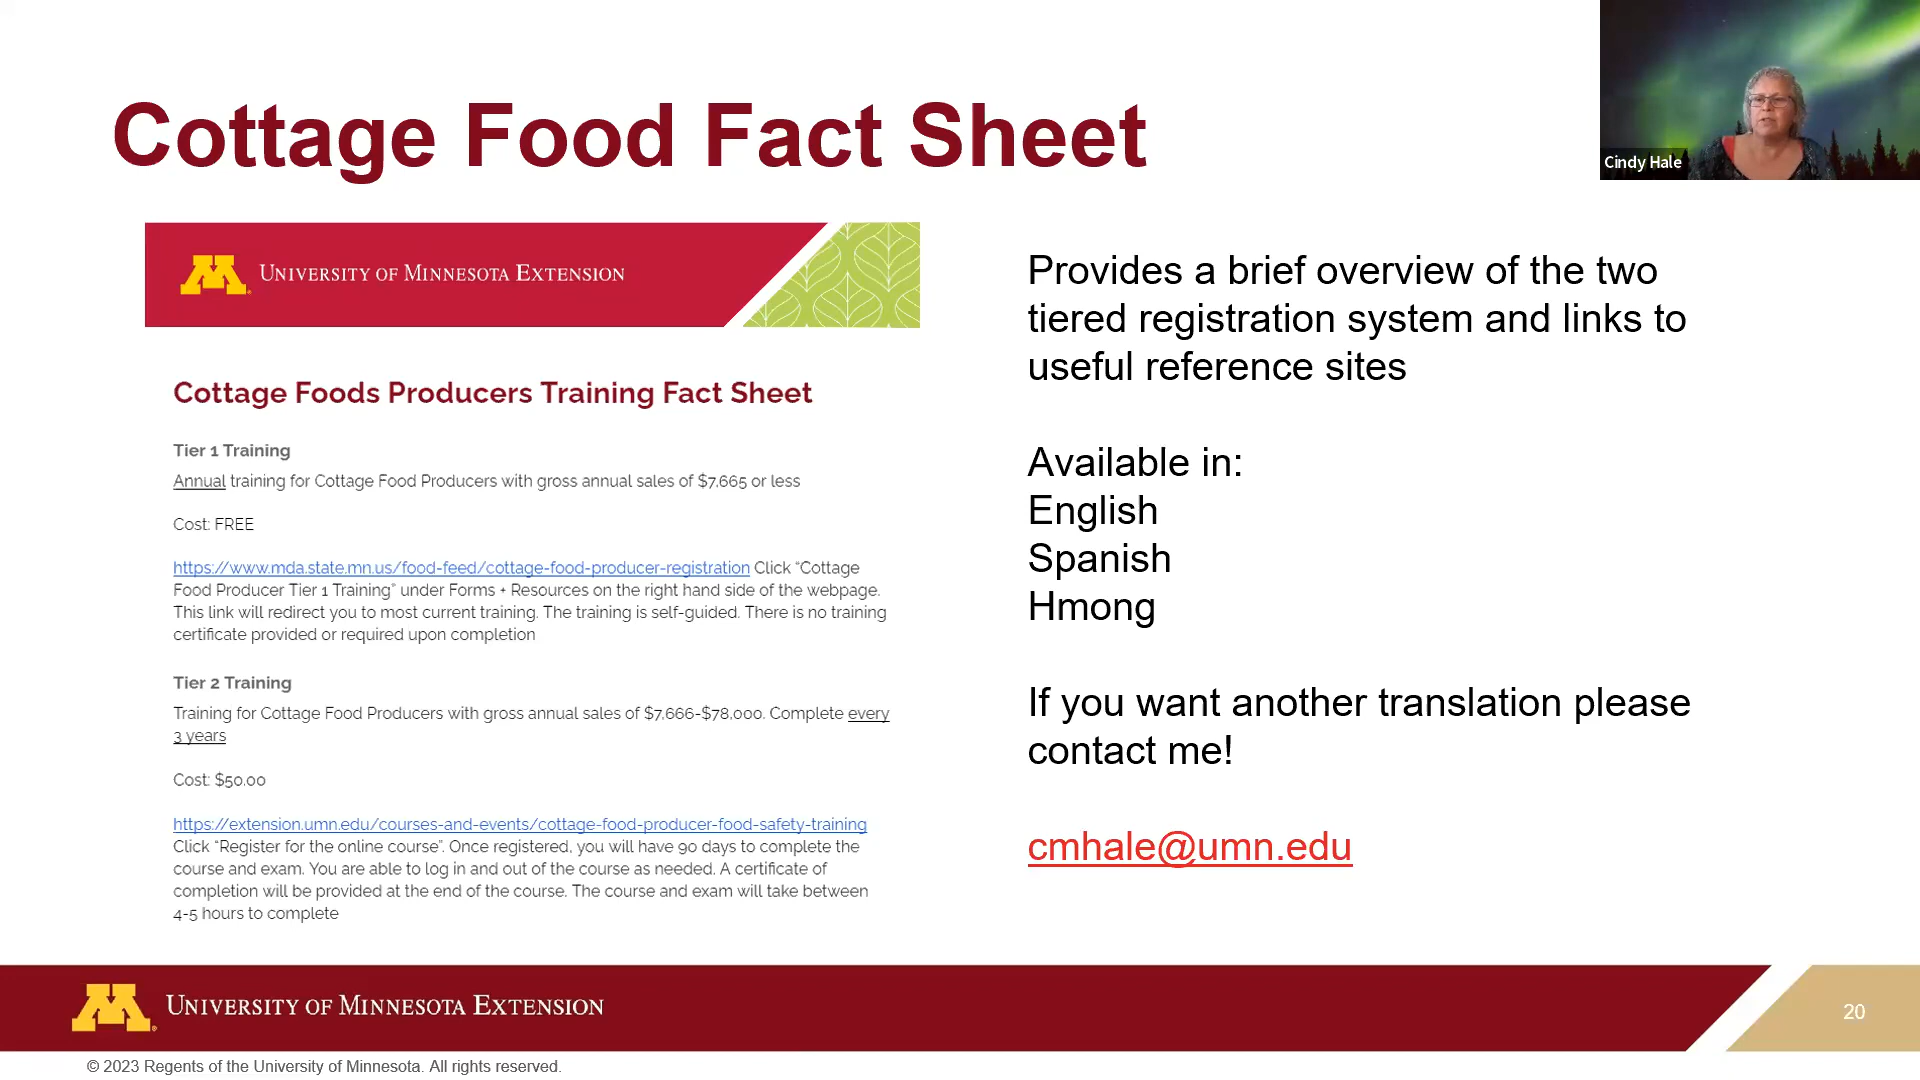 Cottage Food Fact Sheet
Cindy Hale
UNIVERSITY OF MINNESOTA EXTENSION
Cottage Foods Producers Training Fact Sheet
Tier 1 Training
Annual training for Cottage Food Producers with gross annual sales of $7,665 or less
Cost: FREE
https://www.mda.state.mn.us/food-feed/cottage-food-producer-registration Click “Cottage
Food Producer Tier 1 Training” under Forms + Resources on the right hand side of the webpage.
This link will redirect you to most current training. The training is self-guided. There is no training
certificate provided or required upon completion
Tier 2 Training
Training for Cottage Food Producers with gross annual sales of $7,666-$78,000. Complete every
3 years
Cost: $50.00
https://extension.umn.edu/courses-and-events/cottage-food-producer-food-safety-training
Click “Register for the online course”. Once registered, you will have 90 days to complete the
course and exam. You are able to log in and out of the course as needed. A certificate of
completion will be provided at the end of the course. The course and exam will take between
4-5 hours to complete
Provides a brief overview of the two
tiered registration system and links to
useful reference sites
Available in:
English
Spanish
Hmong
If you want another translation please
contact me!
cmhale@umn.edu
UNIVERSITY OF MINNESOTA EXTENSION
20
© 2023 Regents of the University of Minnesota. All rights reserved.